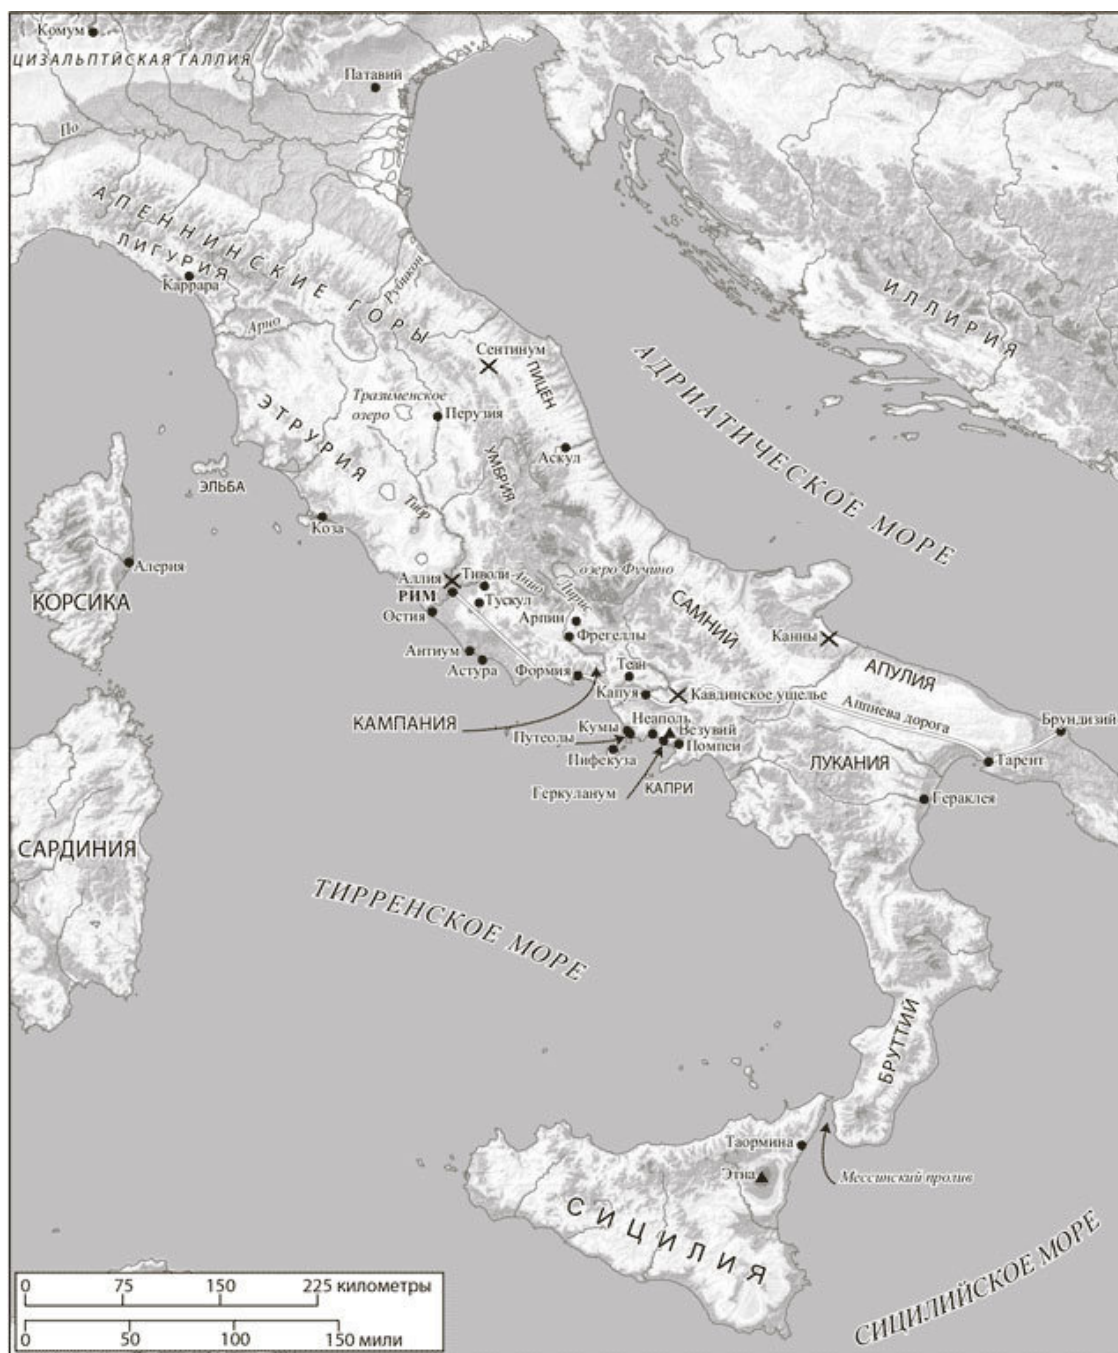 Комум
ЦИЗАЛЬПТЙСКАЯ ГАЛЛИЯ
Патавий
По
АПЕННИНСКИЕ ГОРЫ
ЛИГУРИЯ
Каррара
Рубикон
Арно
ИЛЛИРИЯ
Сентинум
ПИЦЕН
АДРИАТИЧЕСКОЕ МОРЕ
Тразименское
озеро
Перузия
ЭТРУРИЯ
УМБРИЯ
Аскул
ЭЛЬБА
Тибр
Коза
Алерия
КОРСИКА
Аллия
Тиволи
Анио
озеро Фучино
Лирис
РИМ
Тускул
Остия
Арпин
САМНИЙ
Фрегеллы
Канны
Антиум
Астура
Формия
Теан
АПУЛИЯ
Капуя
Кавдинское ущелье
Аппиева дорога
КАМПАНИЯ
Кумы
Неаполь
Везувий
Брундизий
Путеолы
Помпеи
Пифекуза
ЛУКАНИЯ
Тарент
Геркуланум
КАПРИ
Гераклея
САРДИНИЯ
ТИРРЕНСКОЕ МОРЕ
БРУТТИЙ
Таормина
Этна
Мессинский пролив
СИЦИЛИЯ
СИЦИЛИЙСКОЕ МОРЕ
0 75 150 225 километры
0 50 100 150 мили